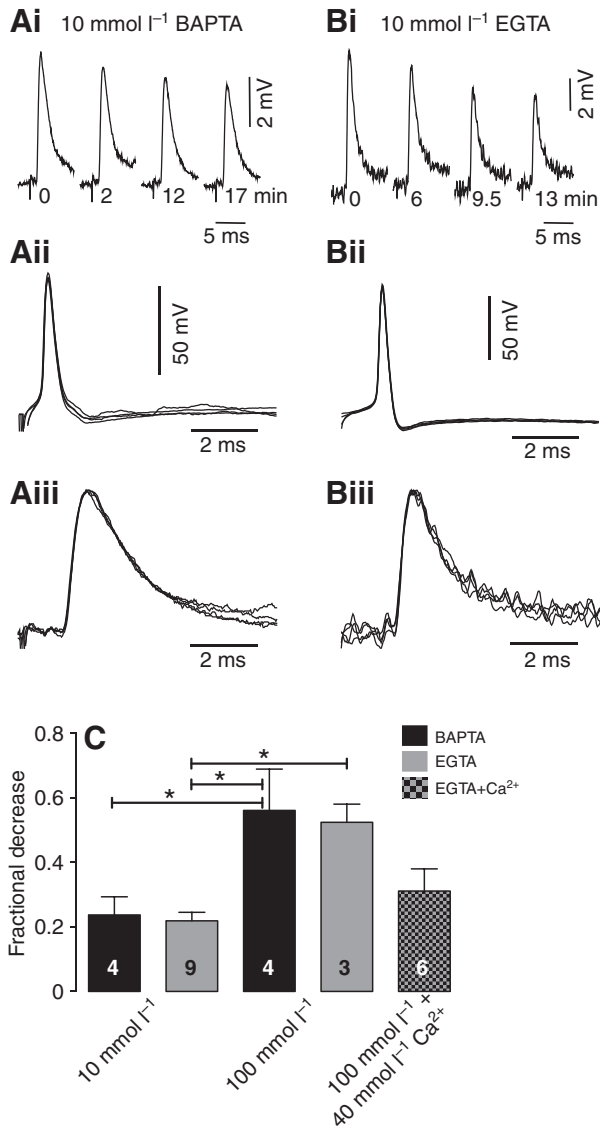 Ai 10 mmol l⁻¹ BAPTA
Bi 10 mmol l⁻¹ EGTA
2 mV
2 mV
0 2 12 17 min
0 6 9.5 13 min
5 ms
5 ms
Aii
Bii
50 mV
50 mV
2 ms
2 ms
Aiii
Biii
2 ms
2 ms
C
BAPTA
EGTA
EGTA+Ca²⁺
Fractional decrease
0.8
0.6
0.4
0.2
0
* * *
4 9 4 3 6
10 mmol l⁻¹
100 mmol l⁻¹
100 mmol l⁻¹ +
40 mmol l⁻¹ Ca²⁺